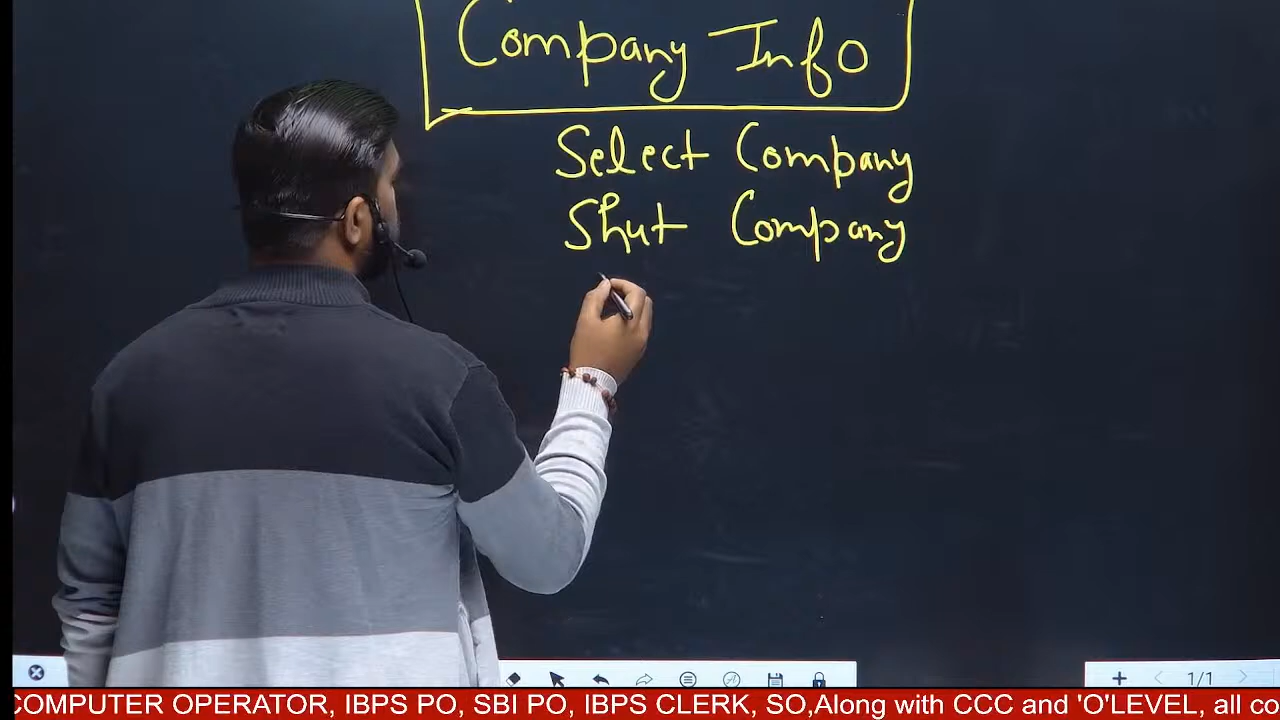 Company Info
Select Company
Shut Company
1/1
COMPUTER OPERATOR, IBPS PO, SBI PO, IBPS CLERK, SO,Along with CCC and 'O'LEVEL, all co